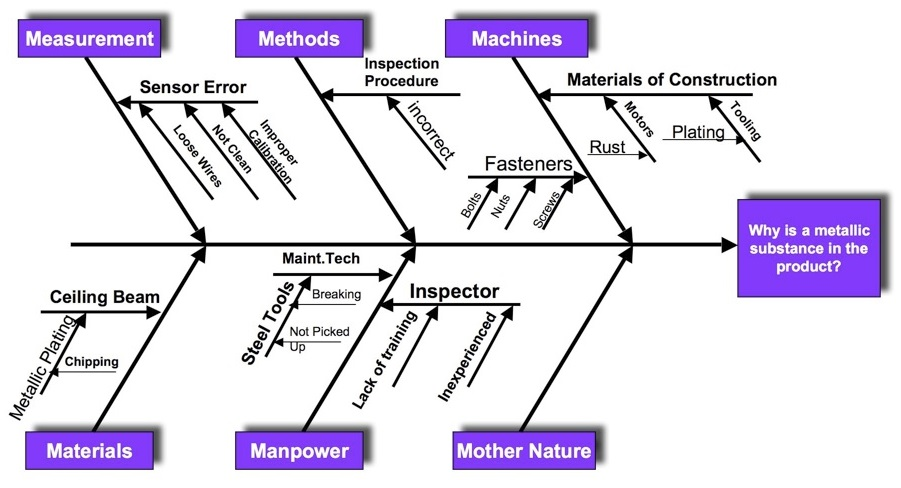 Measurement
Methods
Machines
Sensor Error
Loose Wires
Not Clean
Improper
Calibration
Inspection
Procedure
incorrect
Materials of Construction
Motors
Rust
Tooling
Plating
Fasteners
Bolts
Nuts
Screws
Why is a metallic
substance in the
product?
Ceiling Beam
Metallic Plating
Chipping
Maint.Tech
Steel Tools
Breaking
Not Picked
Up
Inspector
Lack of training
Inexperienced
Materials
Manpower
Mother Nature